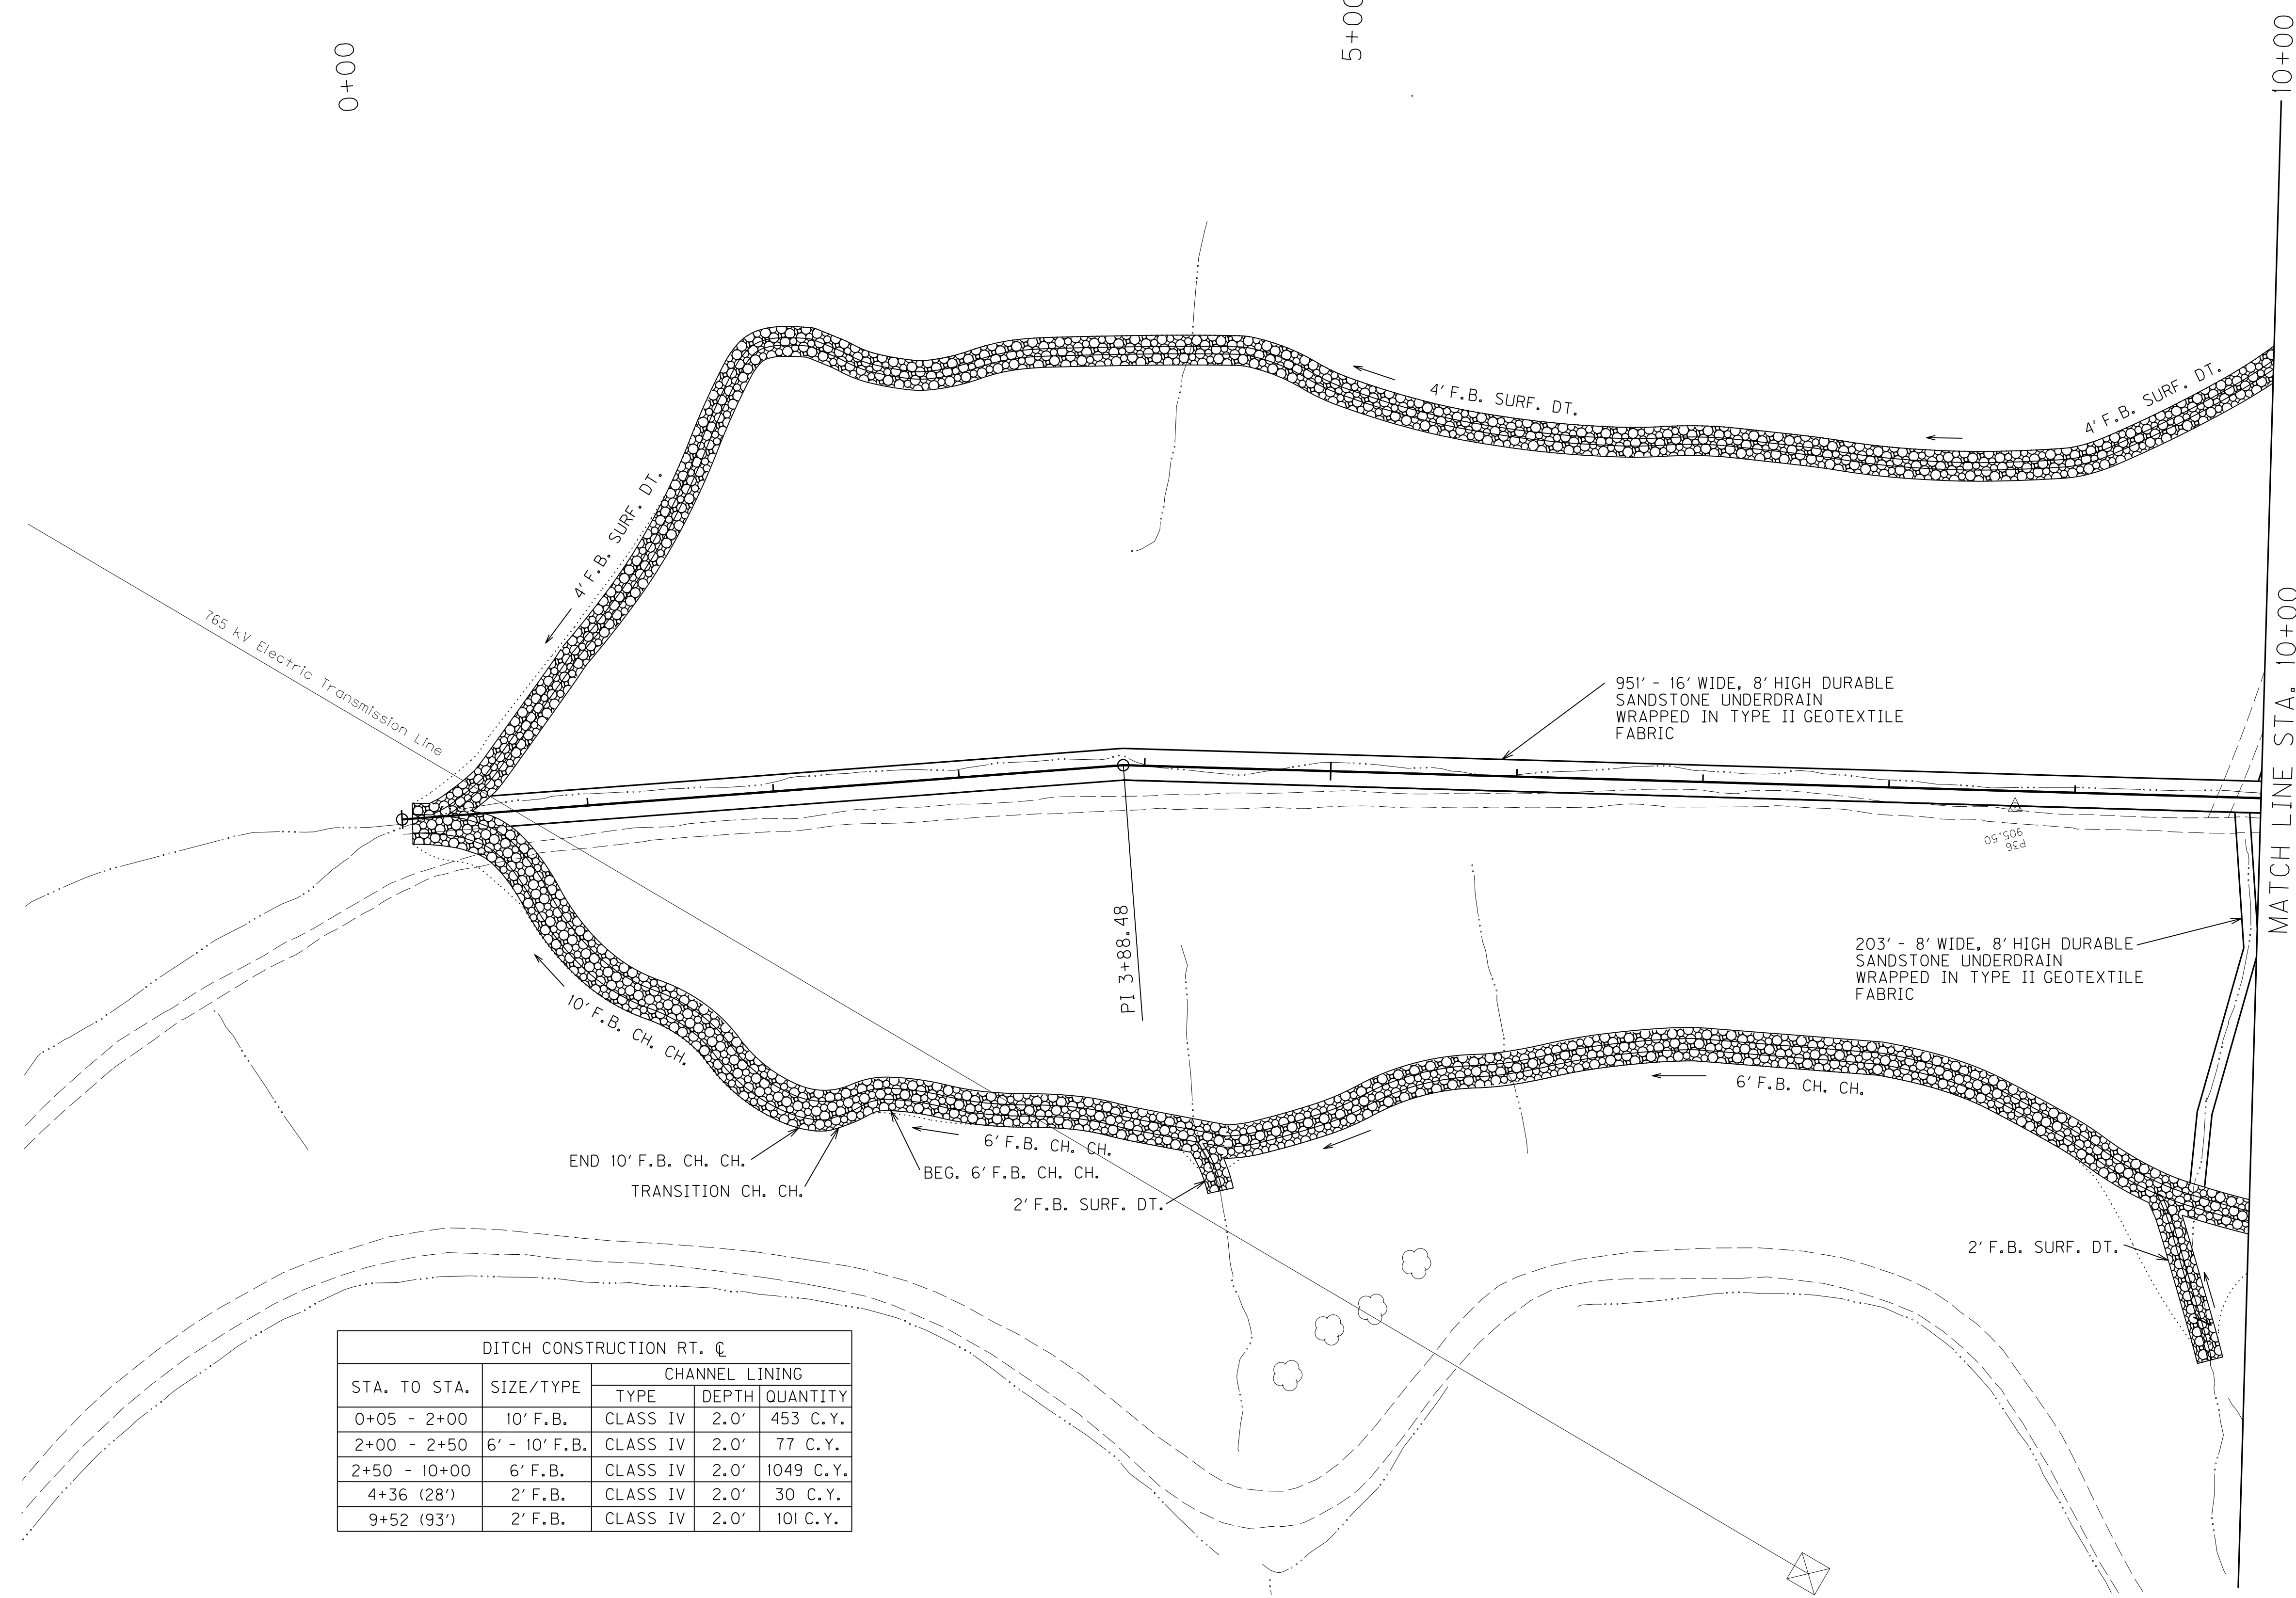 0+00
5+00
10+00
4' F.B. SURF. DT.
4' F.B. SURF. DT.
4' F.B. SURF. DT.
765 kV Electric Transmission Line
951' - 16' WIDE, 8' HIGH DURABLE
SANDSTONE UNDERDRAIN
WRAPPED IN TYPE II GEOTEXTILE
FABRIC
MATCH LINE STA. 10+00
P36
905.50
PI 3+88.48
203' - 8' WIDE, 8' HIGH DURABLE
SANDSTONE UNDERDRAIN
WRAPPED IN TYPE II GEOTEXTILE
FABRIC
10' F.B. CH. CH.
6' F.B. CH. CH.
6' F.B. CH. CH.
END 10' F.B. CH. CH.
TRANSITION CH. CH.
BEG. 6' F.B. CH. CH.
2' F.B. SURF. DT.
2' F.B. SURF. DT.
DITCH CONSTRUCTION RT. ℄
STA. TO STA. SIZE/TYPE CHANNEL LINING
TYPE DEPTH QUANTITY
0+05 - 2+00 10' F.B. CLASS IV 2.0' 453 C.Y.
2+00 - 2+50 6' - 10' F.B. CLASS IV 2.0' 77 C.Y.
2+50 - 10+00 6' F.B. CLASS IV 2.0' 1049 C.Y.
4+36 (28') 2' F.B. CLASS IV 2.0' 30 C.Y.
9+52 (93') 2' F.B. CLASS IV 2.0' 101 C.Y.